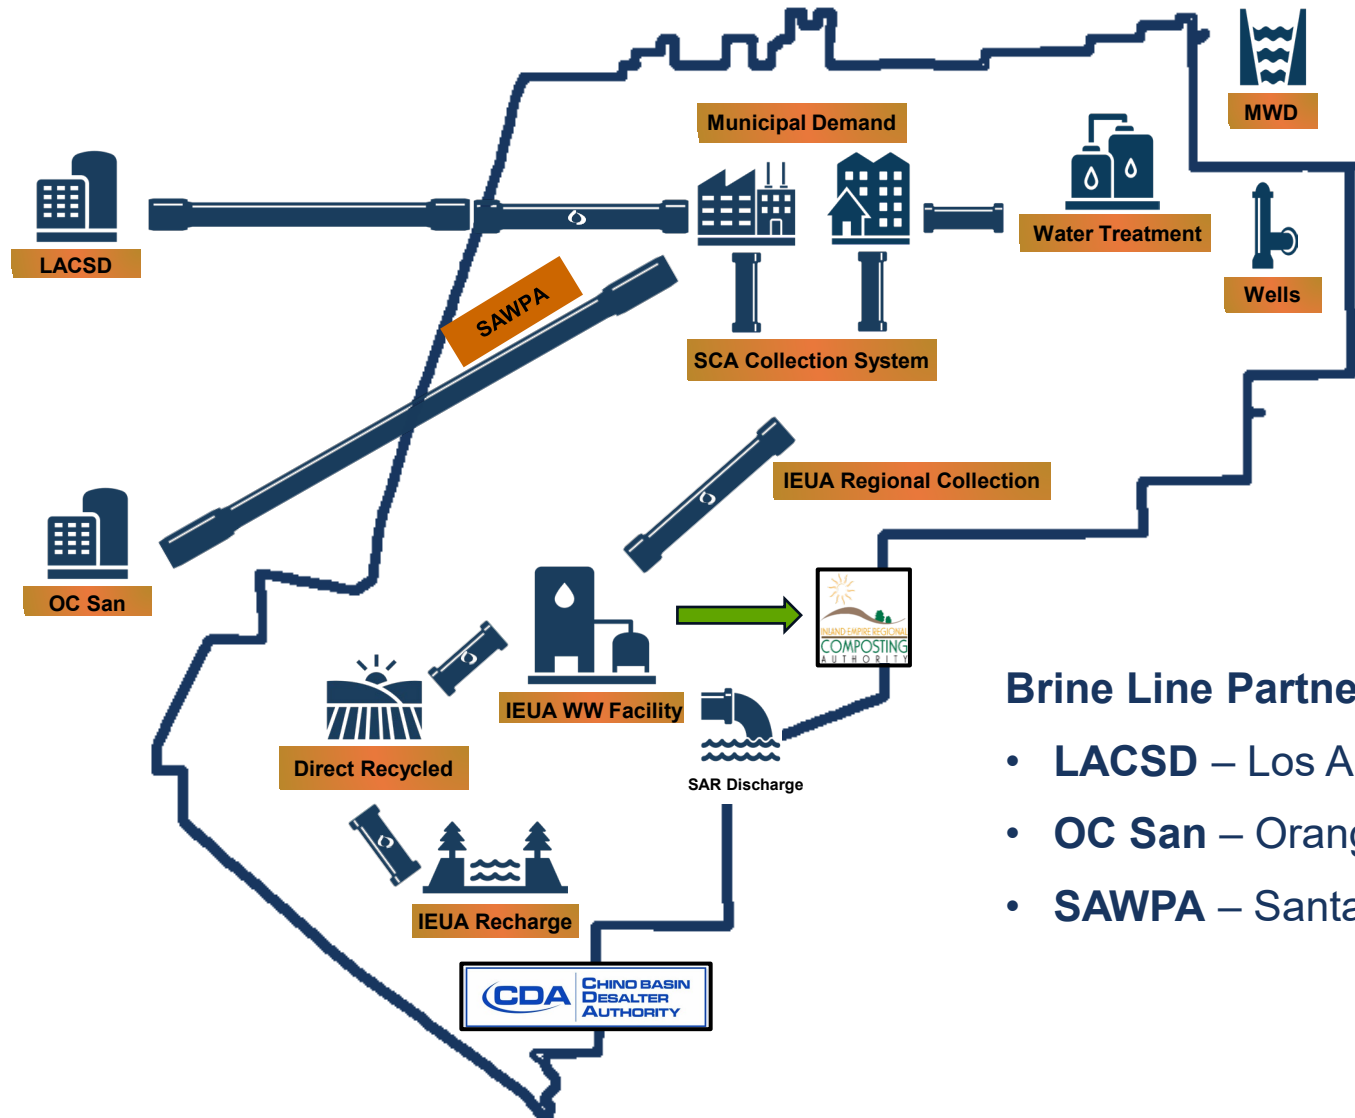 MWD
Municipal Demand
Water Treatment
LACSD
Wells
SAWPA
SCA Collection System
IEUA Regional Collection
OC San
INLAND EMPIRE REGIONAL
COMPOSTING
AUTHORITY
IEUA WW Facility
Direct Recycled
SAR Discharge
IEUA Recharge
CDA
CHINO BASIN
DESALTER
AUTHORITY
Brine Line Partne
• LACSD – Los A
• OC San – Orang
• SAWPA – Santa